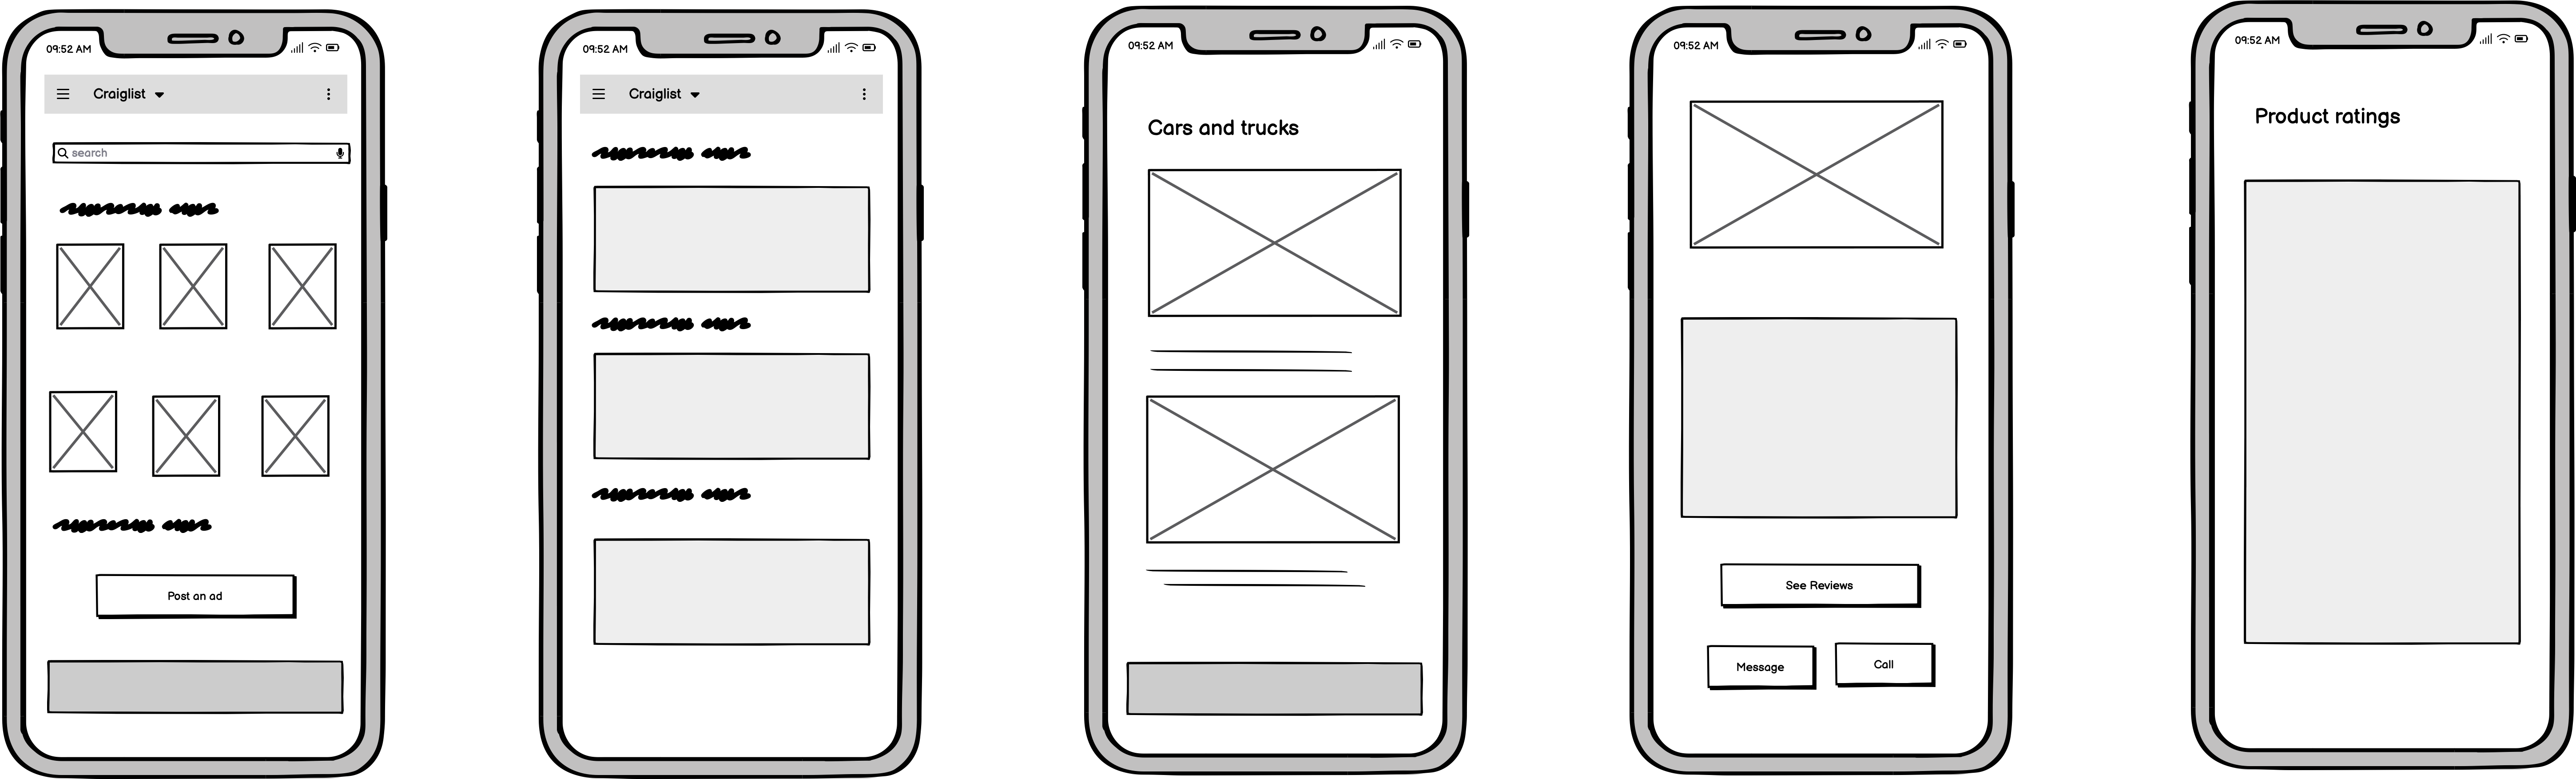 09:52 AM
Craiglist
search
Post an ad
09:52 AM
Craiglist
09:52 AM
Cars and trucks
09:52 AM
See Reviews
Message
Call
09:52 AM
Product ratings